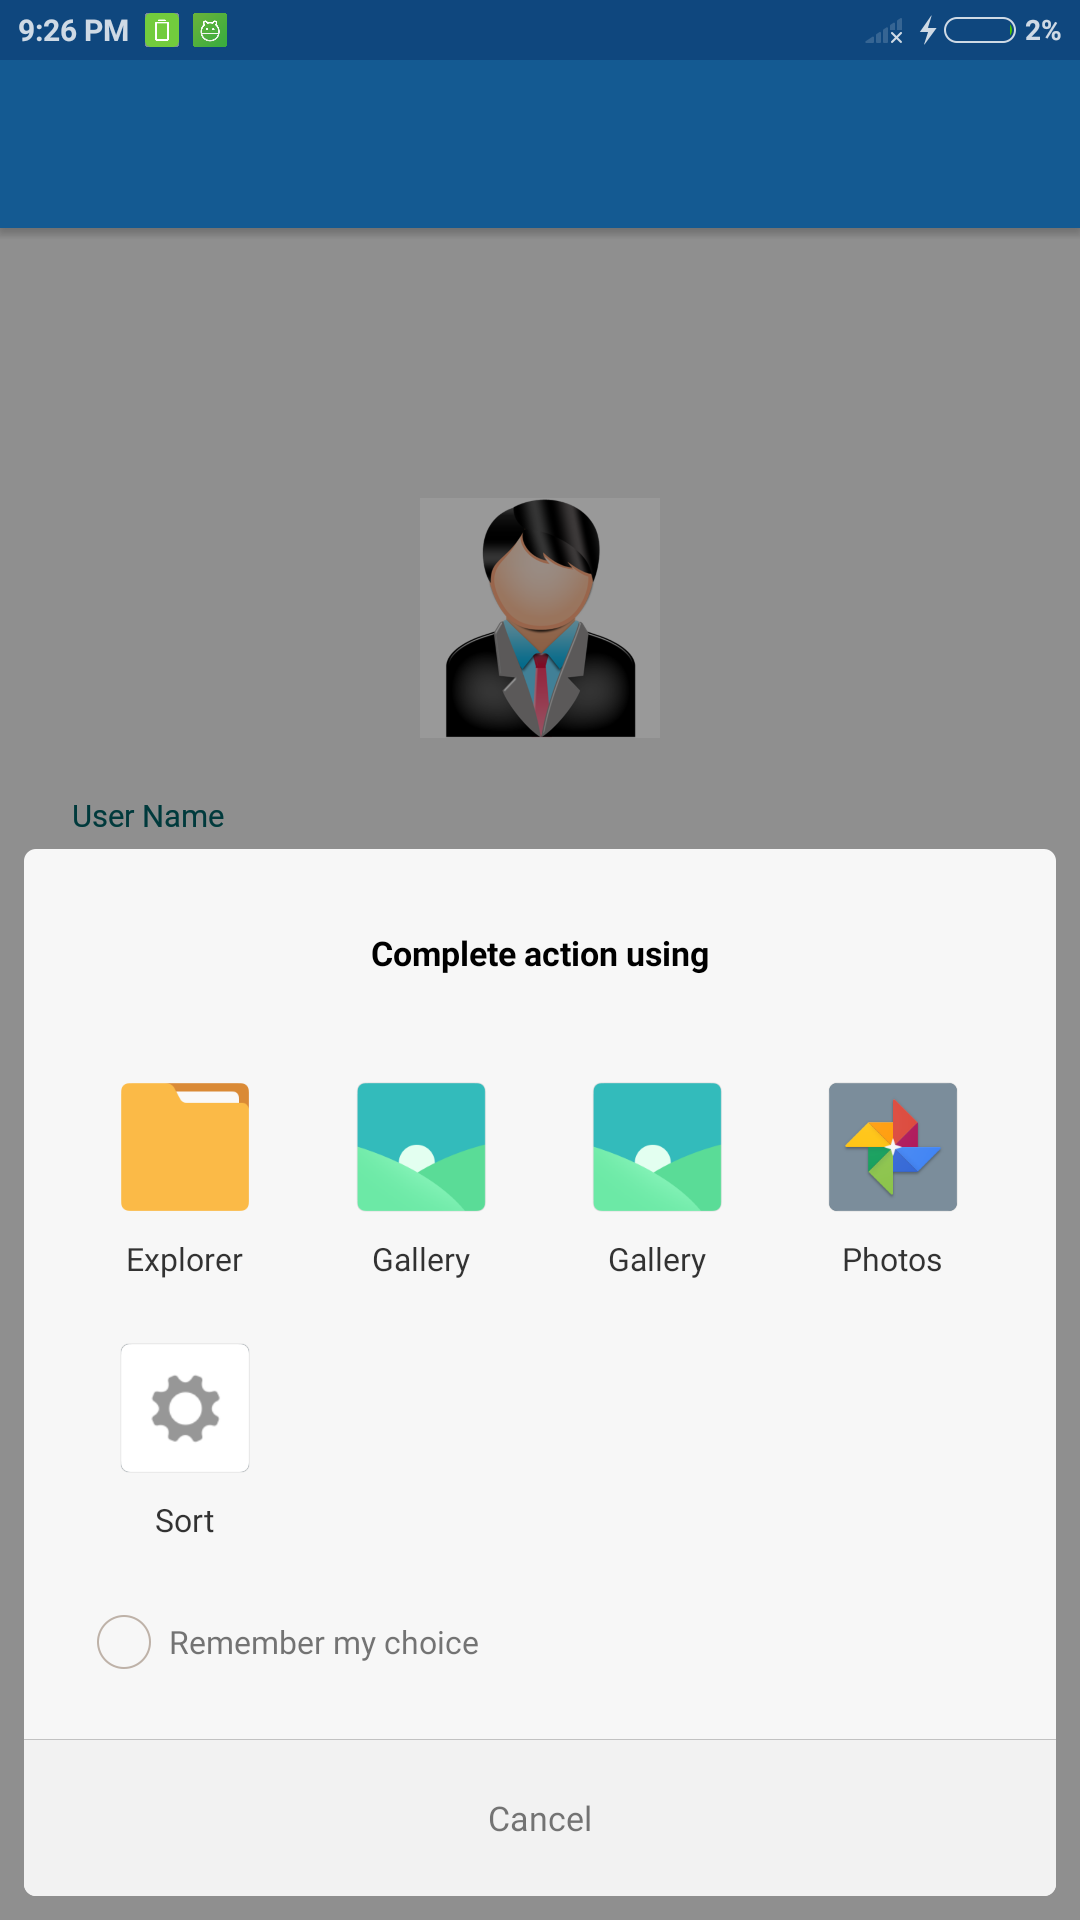 9:26 PM 2%
User Name
Complete action using
Explorer Gallery Gallery Photos
Sort
Remember my choice
Cancel